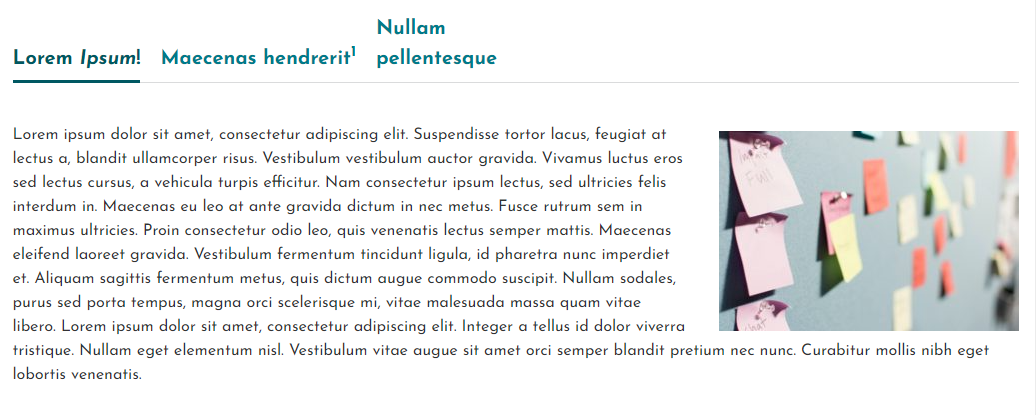 Lorem Ipsum!
Maecenas hendrerit¹
Nullam
pellentesque
Lorem ipsum dolor sit amet, consectetur adipiscing elit. Suspendisse tortor lacus, feugiat at
lectus a, blandit ullamcorper risus. Vestibulum vestibulum auctor gravida. Vivamus luctus eros
sed lectus cursus, a vehicula turpis efficitur. Nam consectetur ipsum lectus, sed ultricies felis
interdum in. Maecenas eu leo at ante gravida dictum in nec metus. Fusce rutrum sem in
maximus ultricies. Proin consectetur odio leo, quis venenatis lectus semper mattis. Maecenas
eleifend laoreet gravida. Vestibulum fermentum tincidunt ligula, id pharetra nunc imperdiet
et. Aliquam sagittis fermentum metus, quis dictum augue commodo suscipit. Nullam sodales,
purus sed porta tempus, magna orci scelerisque mi, vitae malesuada massa quam vitae
libero. Lorem ipsum dolor sit amet, consectetur adipiscing elit. Integer a tellus id dolor viverra
tristique. Nullam eget elementum nisl. Vestibulum vitae augue sit amet orci semper blandit pretium nec nunc. Curabitur mollis nibh eget
lobortis venenatis.
Full